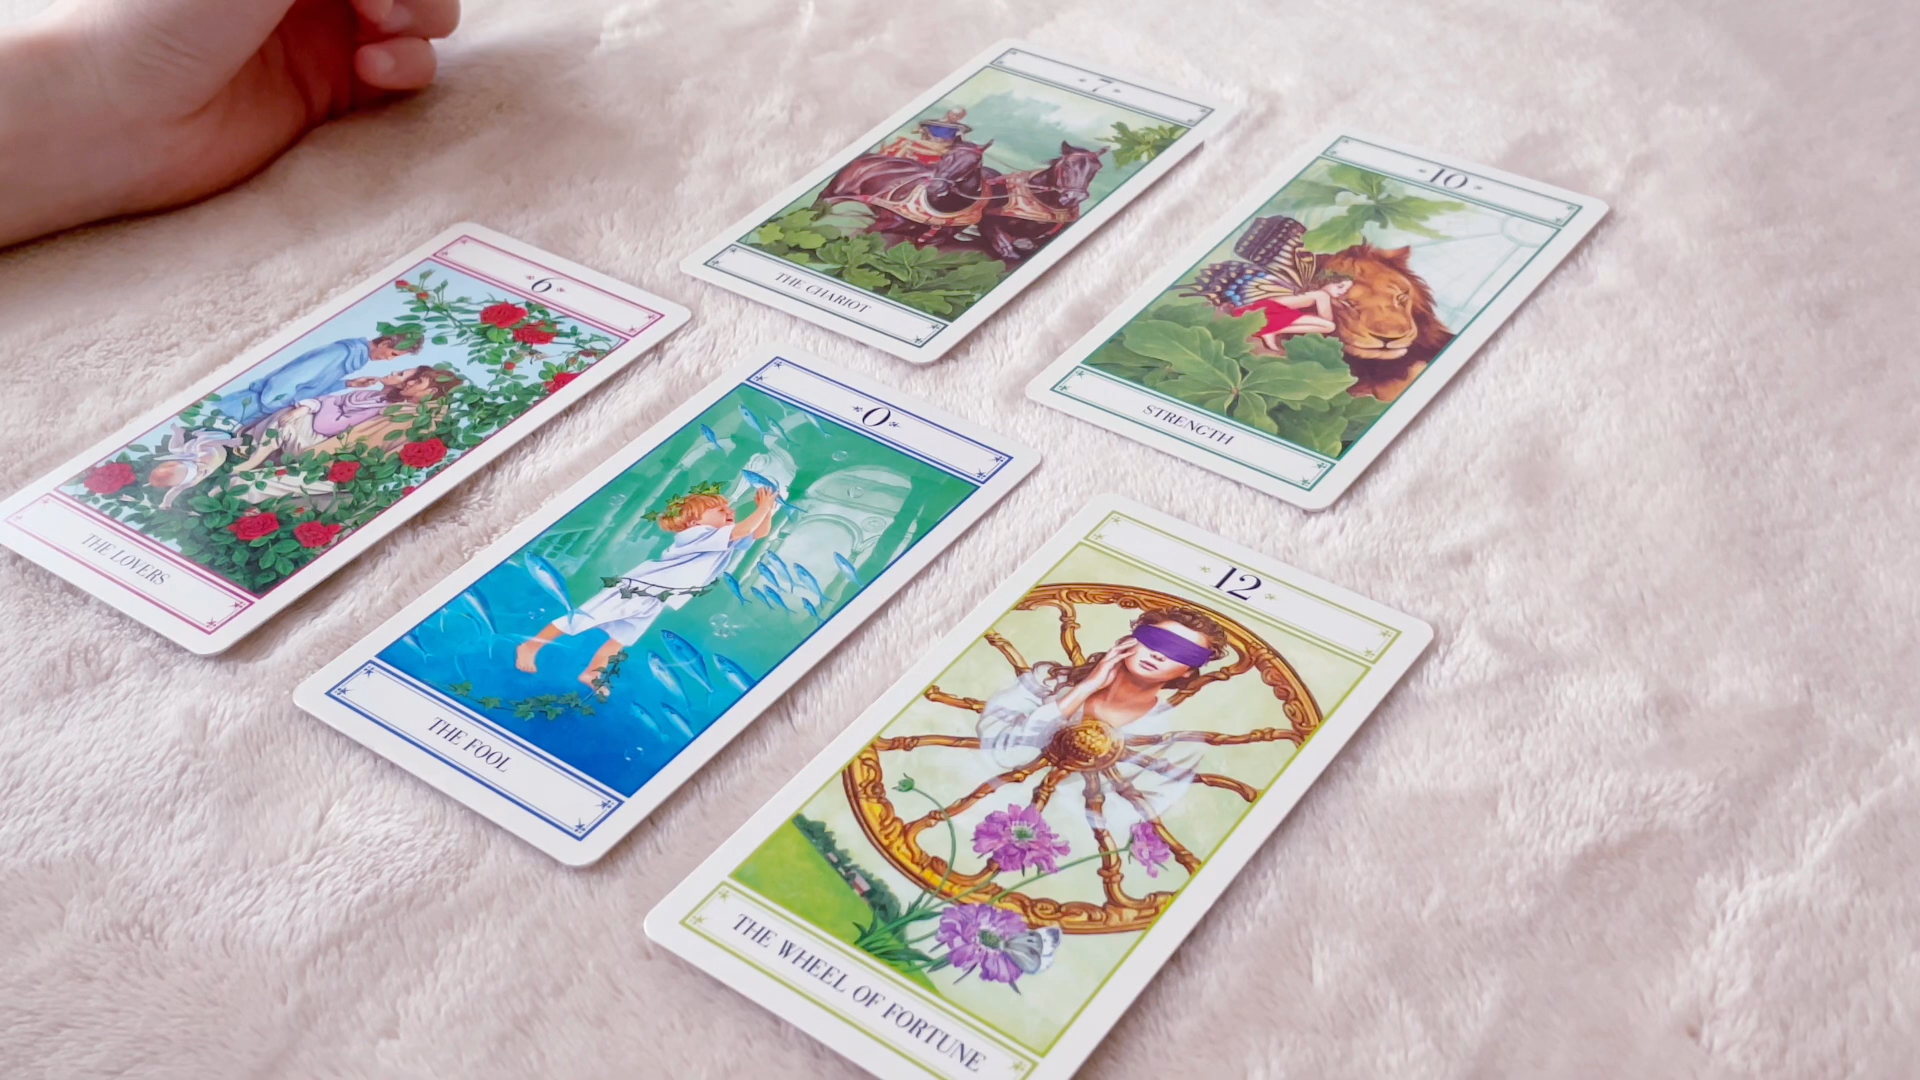 7
THE CHARIOT
10
STRENGTH
6
THE LOVERS
0
THE FOOL
12
THE WHEEL OF FORTUNE